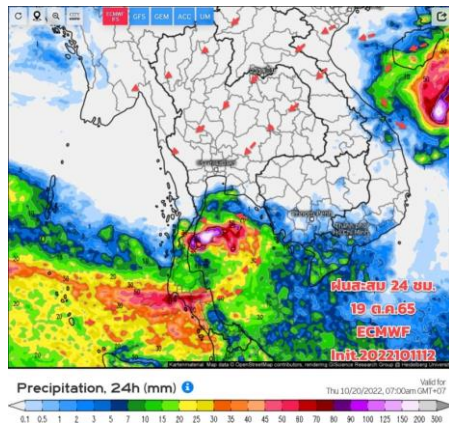 ECMWF IFS GFS GEM ACC UM
ฝนสะสม 24 ชม.
19 ต.ค.65
ECMWF
Init.2022101112
Precipitation, 24h (mm)
Valid for
Thu 10/20/2022, 07:00am GMT+07
0.1 0.5 1 2 3 5 7 10 15 20 25 30 35 40 45 50 60 70 80 90 100 125 150 200 300